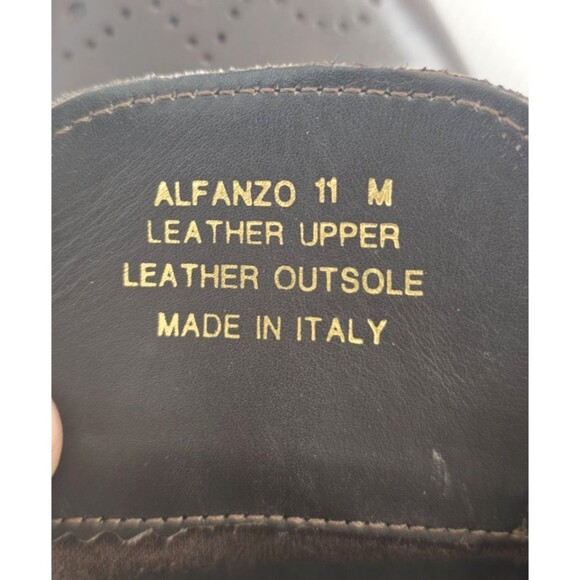 ALFANZO 11 M
LEATHER UPPER
LEATHER OUTSOLE
MADE IN ITALY